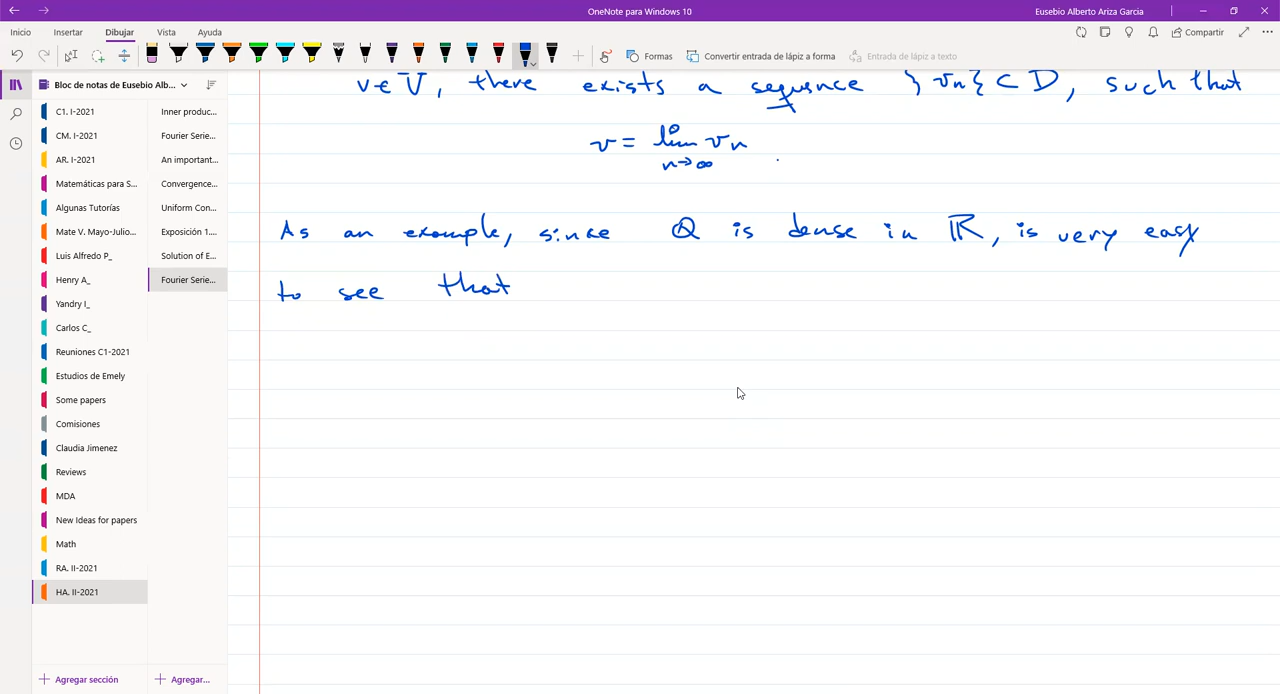 OneNote para Windows 10
Eusebio Alberto Ariza Garcia
Inicio Insertar Dibujar Vista Ayuda
Compartir
Formas Convertir entrada de lápiz a forma Entrada de lápiz a texto
Bloc de notas de Eusebio Alb...
C1. I-2021
CM. I-2021
AR. I-2021
Matemáticas para S...
Algunas Tutorías
Mate V. Mayo-Julio...
Luis Alfredo P_
Henry A_
Yandry I_
Carlos C_
Reuniones C1-2021
Estudios de Emely
Some papers
Comisiones
Claudia Jimenez
Reviews
MDA
New Ideas for papers
Math
RA. II-2021
HA. II-2021
Agregar sección
Inner produc...
Fourier Serie...
An important...
Convergence...
Uniform Con...
Exposición 1....
Solution of E...
Fourier Serie...
Agregar...
v∈V, there exists a sequence }vn{⊂D, such that
v = lim vn
n→∞
As an example, since Q is dense in ℝ, is very easy
to see that